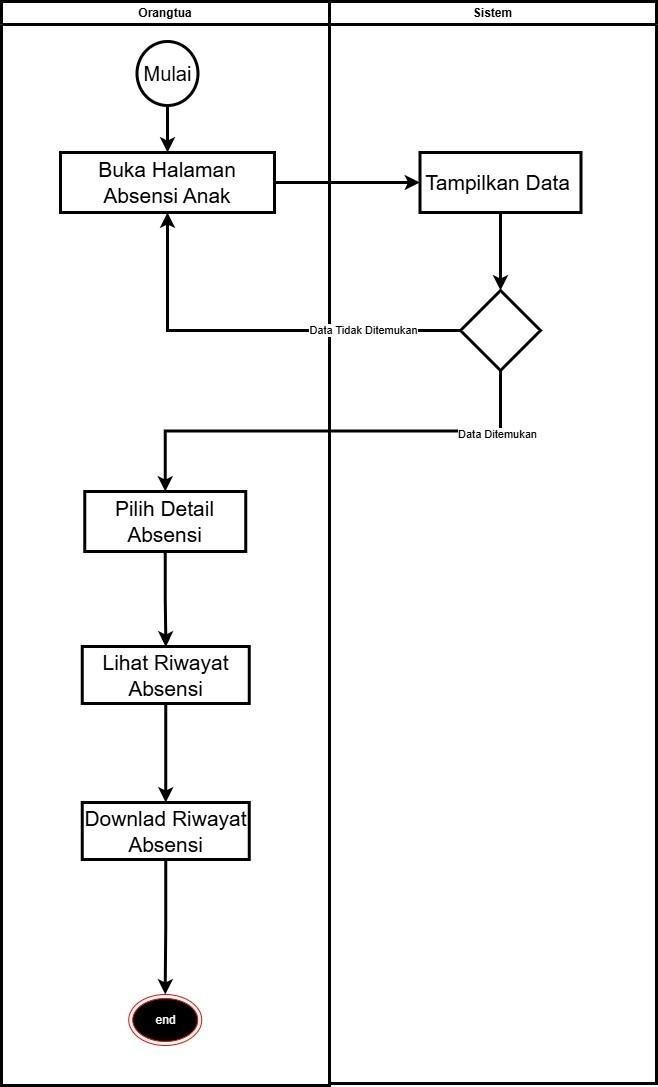 Orangtua
Sistem
Mulai
Buka Halaman
Absensi Anak
Tampilkan Data
Data Tidak Ditemukan
Data Ditemukan
Pilih Detail
Absensi
Lihat Riwayat
Absensi
Downlad Riwayat
Absensi
end